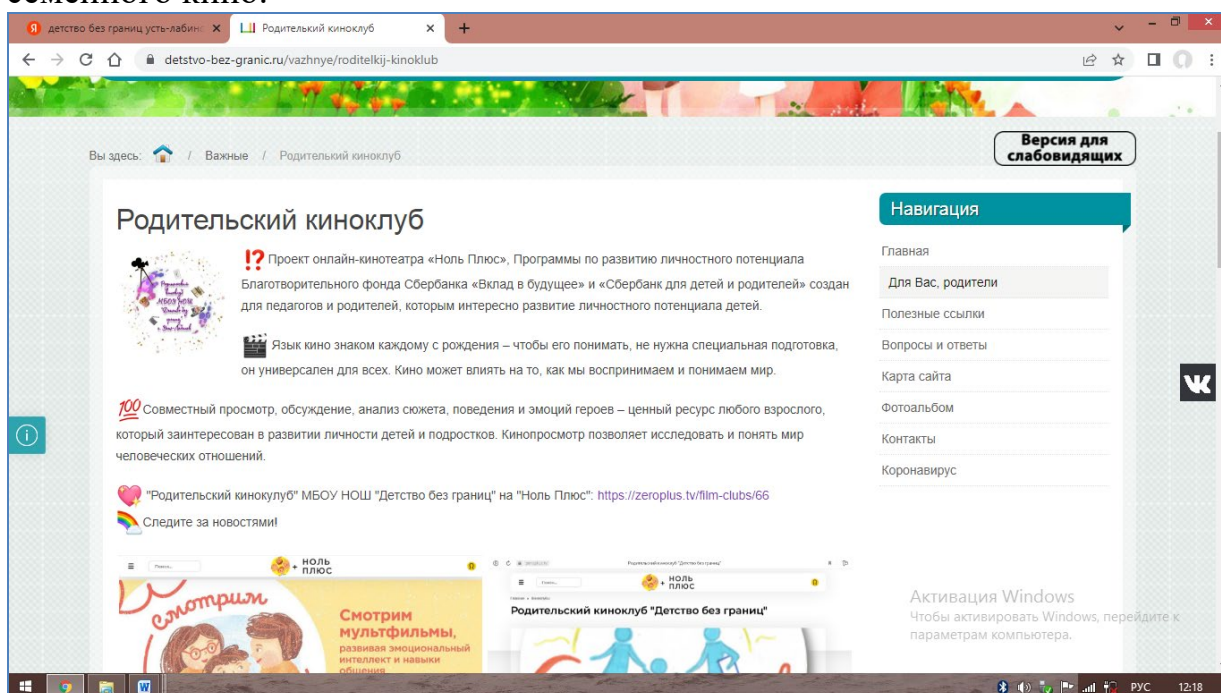 семейного кино.
детство без границ усть-лабинс
Родителький киноклуб
detstvo-bez-granic.ru/vazhnye/roditelkij-kinoklub
Версия для
слабовидящих
Вы здесь: / Важные / Родителький киноклуб
Родительский киноклуб
⁉ Проект онлайн-кинотеатра «Ноль Плюс», Программы по развитию личностного потенциала
Благотворительного фонда Сбербанка «Вклад в будущее» и «Сбербанк для детей и родителей» создан
для педагогов и родителей, которым интересно развитие личностного потенциала детей.
Язык кино знаком каждому с рождения – чтобы его понимать, не нужна специальная подготовка,
он универсален для всех. Кино может влиять на то, как мы воспринимаем и понимаем мир.
💯 Совместный просмотр, обсуждение, анализ сюжета, поведения и эмоций героев – ценный ресурс любого взрослого,
который заинтересован в развитии личности детей и подростков. Кинопросмотр позволяет исследовать и понять мир
человеческих отношений.
"Родительский кинокулуб" МБОУ НОШ "Детство без границ" на "Ноль Плюс": https://zeroplus.tv/film-clubs/66
Следите за новостями!
Навигация
Главная
Для Вас, родители
Полезные ссылки
Вопросы и ответы
Карта сайта
Фотоальбом
Контакты
Коронавирус
Поиск...
НОЛЬ
ПЛЮС
Смотрим
Смотрим
мультфильмы,
развивая эмоциональный
интеллект и навыки
общения
НОЛЬ
ПЛЮС
Родительский киноклуб "Детство без границ"
Активация Windows
Чтобы активировать Windows, перейдите к
параметрам компьютера.
РУС 12:18